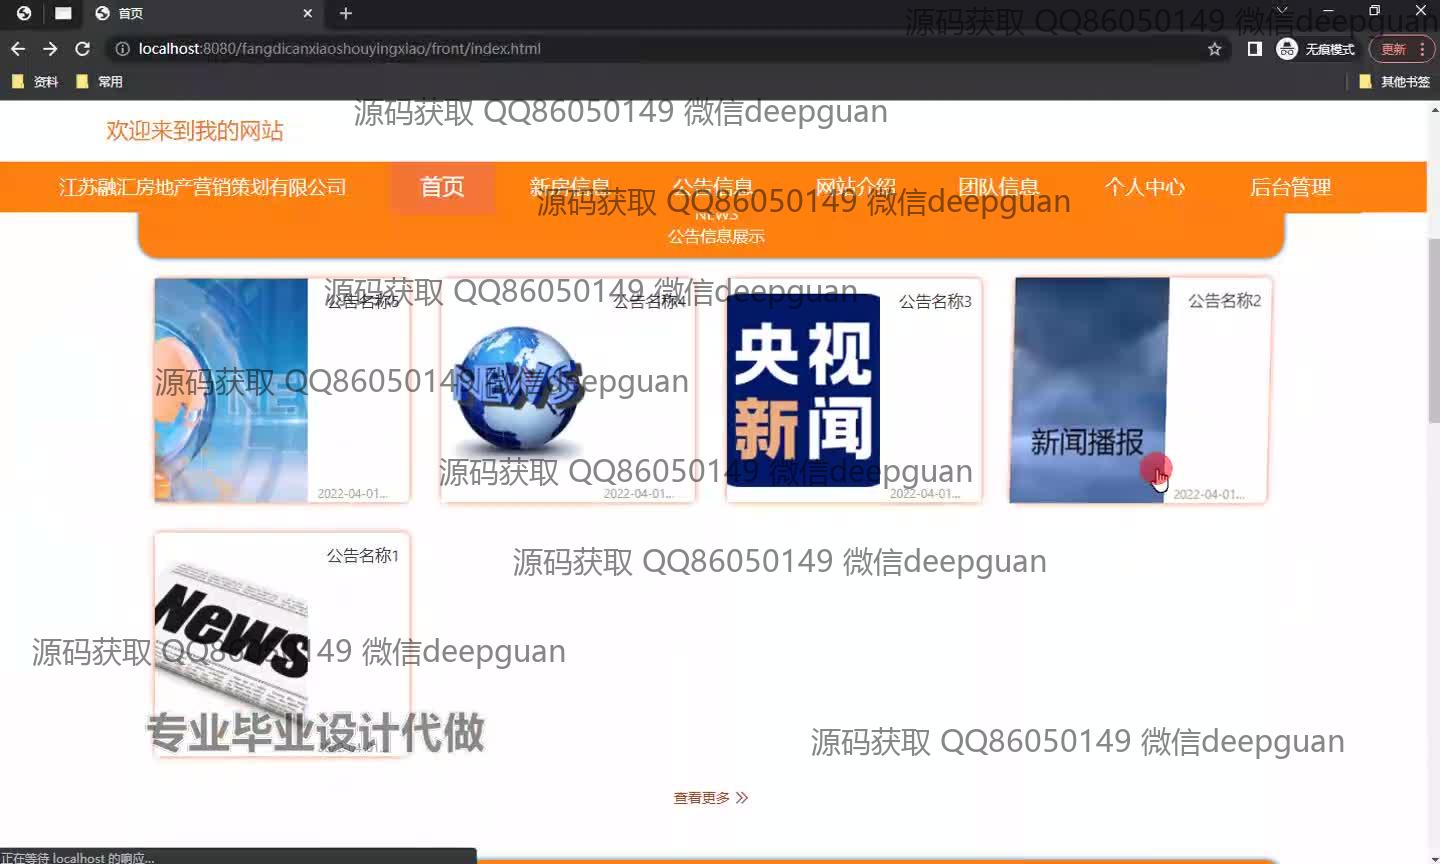 首页
源码获取 QQ86050149 微信deepguan
localhost:8080/fangdicanxiaoshouyingxiao/front/index.html
无痕模式
更新
资料
常用
其他书签
源码获取 QQ86050149 微信deepguan
欢迎来到我的网站
江苏融汇房地产营销策划有限公司
首页
新房信息
公告信息
网站介绍
团队信息
个人中心
后台管理
源码获取 QQ86050149 微信deepguan
NEWS
公告信息展示
源码获取 QQ86050149 微信deepguan
公告名称5
公告名称4
公告名称3
公告名称2
源码获取 QQ86050149 微信deepguan
NEWS
央视
新闻
新闻播报
源码获取 QQ86050149 微信deepguan
2022-04-01...
2022-04-01...
2022-04-01...
2022-04-01...
公告名称1
源码获取 QQ86050149 微信deepguan
News
源码获取 QQ86050149 微信deepguan
专业毕业设计代做
源码获取 QQ86050149 微信deepguan
查看更多
正在等待 localhost 的响应...